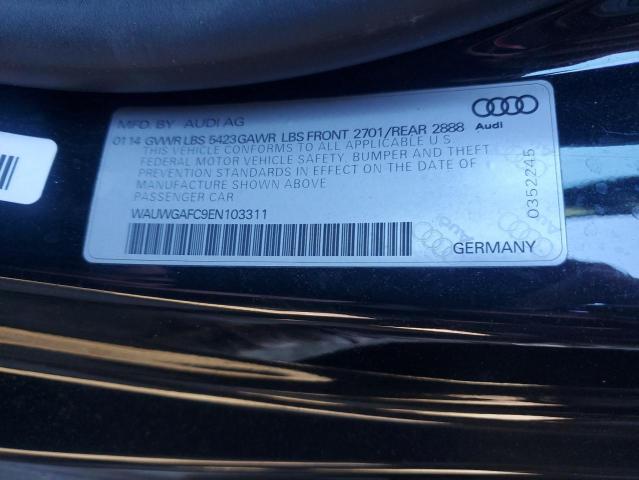 MFD. BY AUDI AG
0114 GVWR LBS 5423 GAWR LBS FRONT 2701/REAR 2888
THIS VEHICLE CONFORMS TO ALL APPLICABLE U.S.
FEDERAL MOTOR VEHICLE SAFETY, BUMPER AND THEFT
PREVENTION STANDARDS IN EFFECT ON THE DATE OF
MANUFACTURE SHOWN ABOVE
PASSENGER CAR
WAUWGAFC9EN103311
GERMANY
Audi
0352245
Audi